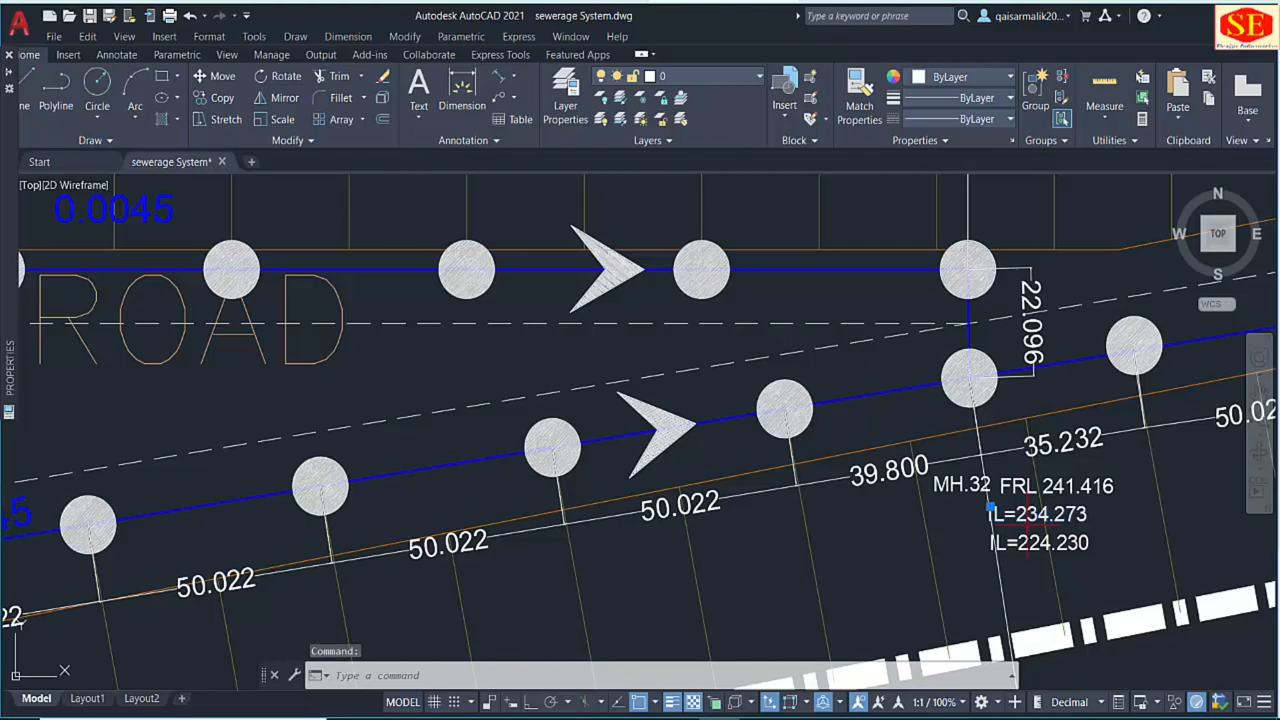 Autodesk AutoCAD 2021 sewerage System.dwg
Type a keyword or phrase
qaisarmalik20...
SE
File Edit View Insert Format Tools Draw Dimension Modify Parametric Express Window Help
ome Insert Annotate Parametric View Manage Output Add-ins Collaborate Express Tools Featured Apps
Polyline Circle Arc
Move Rotate Trim
Copy Mirror Fillet
Stretch Scale Array
Text Dimension Table
Layer Properties
0
Insert
Match Properties
ByLayer
ByLayer
ByLayer
Group
Measure
Paste
Base
Draw Modify Annotation Layers Block Properties Groups Utilities Clipboard View
Start sewerage System*
[Top][2D Wireframe]
0.0045
ROAD
22.096
N
W TOP E
S
WCS
PROPERTIES
45
22
50.022
50.022
50.022
39.800
35.232
50.02
MH.32 FRL 241.416
IL=234.273
IL=224.230
X
Command:
Type a command
Model Layout1 Layout2
MODEL 1:1 / 100% Decimal